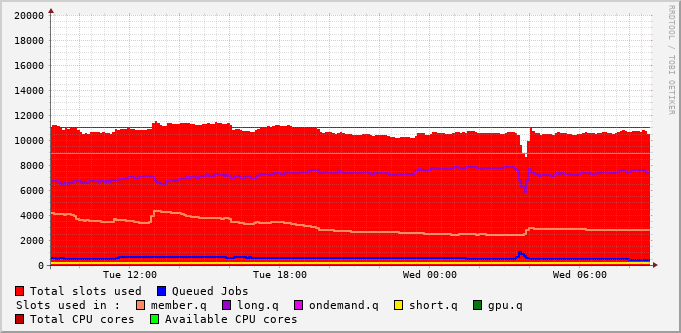 20000
18000
16000
14000
12000
10000
8000
6000
4000
2000
0
Tue 12:00 Tue 18:00 Wed 00:00 Wed 06:00
Total slots used Queued Jobs
Slots used in : member.q long.q ondemand.q short.q gpu.q
Total CPU cores Available CPU cores
RRDTOOL / TOBI OETIKER